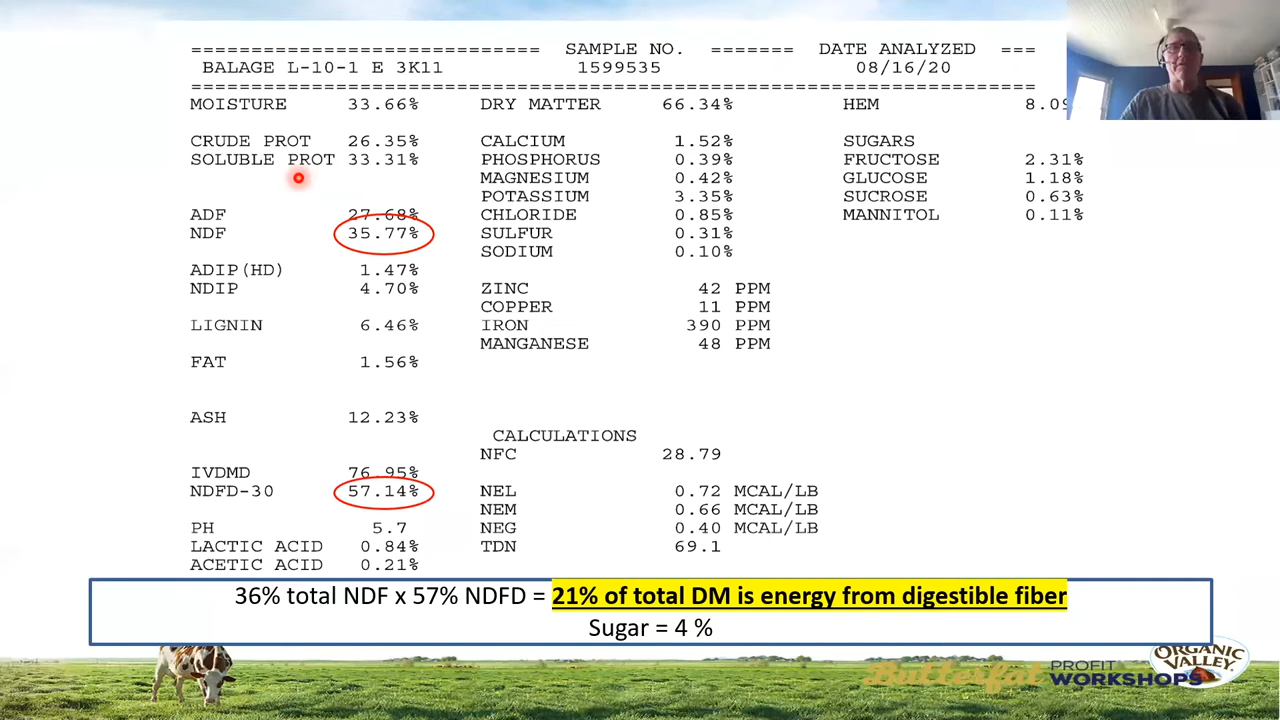 ============================= SAMPLE NO. ======= DATE ANALYZED ===
BALAGE L-10-1 E 3K11 1599535 08/16/20
======================================================================
MOISTURE 33.66% DRY MATTER 66.34% HEM 8.09
CRUDE PROT 26.35% CALCIUM 1.52% SUGARS
SOLUBLE PROT 33.31% PHOSPHORUS 0.39% FRUCTOSE 2.31%
MAGNESIUM 0.42% GLUCOSE 1.18%
POTASSIUM 3.35% SUCROSE 0.63%
ADF 27.68% CHLORIDE 0.85% MANNITOL 0.11%
NDF 35.77% SULFUR 0.31%
SODIUM 0.10%
ADIP(HD) 1.47%
NDIP 4.70% ZINC 42 PPM
COPPER 11 PPM
LIGNIN 6.46% IRON 390 PPM
MANGANESE 48 PPM
FAT 1.56%
ASH 12.23%
CALCULATIONS
NFC 28.79
IVDMD 76.95%
NDFD-30 57.14% NEL 0.72 MCAL/LB
NEM 0.66 MCAL/LB
PH 5.7 NEG 0.40 MCAL/LB
LACTIC ACID 0.84% TDN 69.1
ACETIC ACID 0.21%
36% total NDF x 57% NDFD = 21% of total DM is energy from digestible fiber
Sugar = 4 %
Butterfat PROFIT WORKSHOPS
ORGANIC VALLEY